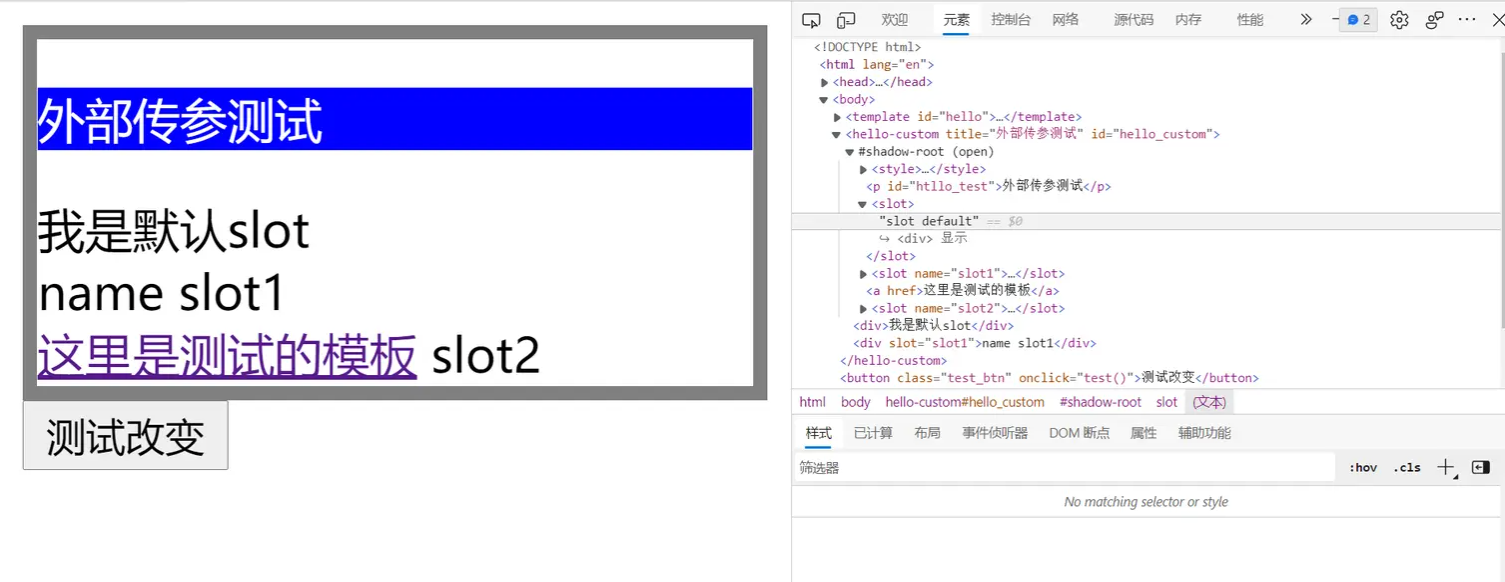 外部传参测试
我是默认slot
name slot1
这里是测试的模板 slot2
测试改变
欢迎 元素 控制台 网络 源代码 内存 性能 » 2
<!DOCTYPE html>
<html lang="en">
<head>…</head>
<body>
<template id="hello">…</template>
<hello-custom title="外部传参测试" id="hello_custom">
#shadow-root (open)
<style>…</style>
<p id="htllo_test">外部传参测试</p>
<slot>
"slot default" == $0
↪ <div> 显示
</slot>
<slot name="slot1">…</slot>
<a href>这里是测试的模板</a>
<slot name="slot2">…</slot>
<div>我是默认slot</div>
<div slot="slot1">name slot1</div>
</hello-custom>
<button class="test_btn" onclick="test()">测试改变</button>
html body hello-custom#hello_custom #shadow-root slot (文本)
样式 已计算 布局 事件侦听器 DOM 断点 属性 辅助功能
筛选器 :hov .cls
No matching selector or style